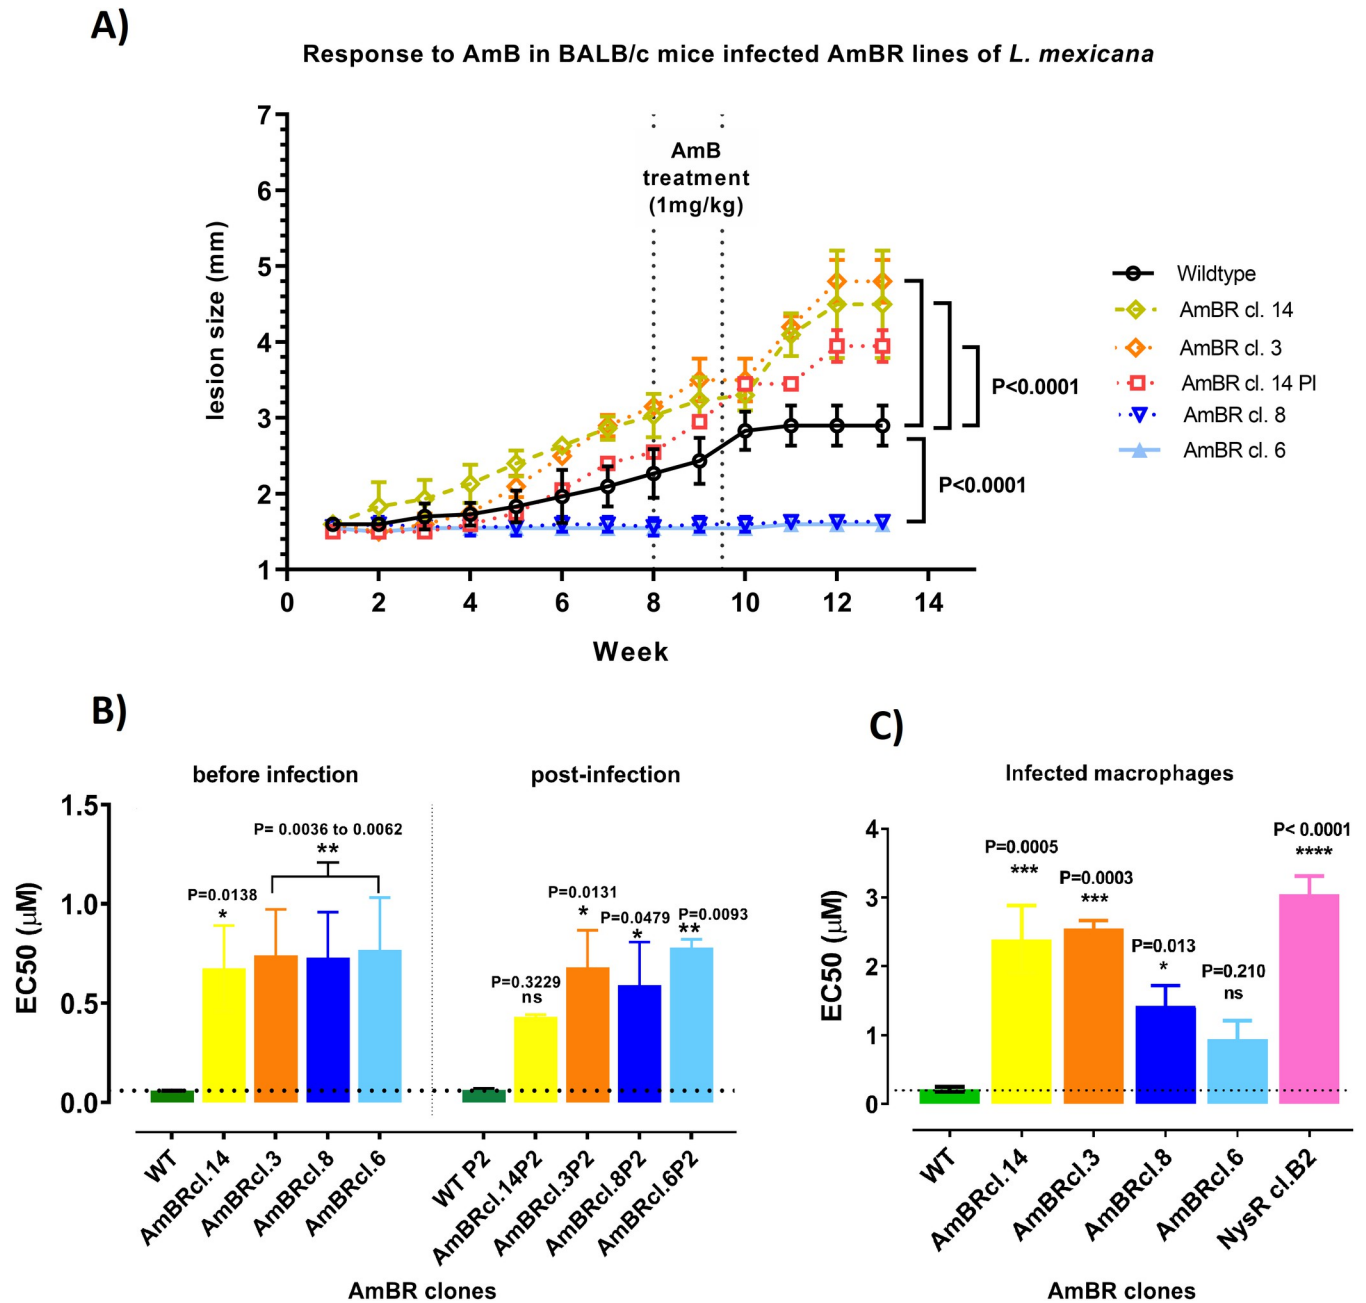 A)
Response to AmB in BALB/c mice infected AmBR lines of L. mexicana
7
6
5
4
3
2
1
lesion size (mm)
AmB
treatment
(1mg/kg)
P<0.0001
P<0.0001
0
2
4
6
8
10
12
14
Week
Wildtype
AmBR cl. 14
AmBR cl. 3
AmBR cl. 14 PI
AmBR cl. 8
AmBR cl. 6
B)
before infection
post-infection
1.5
1.0
0.5
0.0
EC50 (µM)
P=0.0138
*
P= 0.0036 to 0.0062
**
P=0.3229
ns
P=0.0131
*
P=0.0479
*
P=0.0093
**
WT
AmBRcl.14
AmBRcl.3
AmBRcl.8
AmBRcl.6
WT P2
AmBRcl.14P2
AmBRcl.3P2
AmBRcl.8P2
AmBRcl.6P2
AmBR clones
C)
Infected macrophages
4
3
2
1
0
EC50 (µM)
P=0.0005
***
P=0.0003
***
P=0.013
*
P=0.210
ns
P< 0.0001
****
WT
AmBRcl.14
AmBRcl.3
AmBRcl.8
AmBRcl.6
NysR cl.B2
AmBR clones